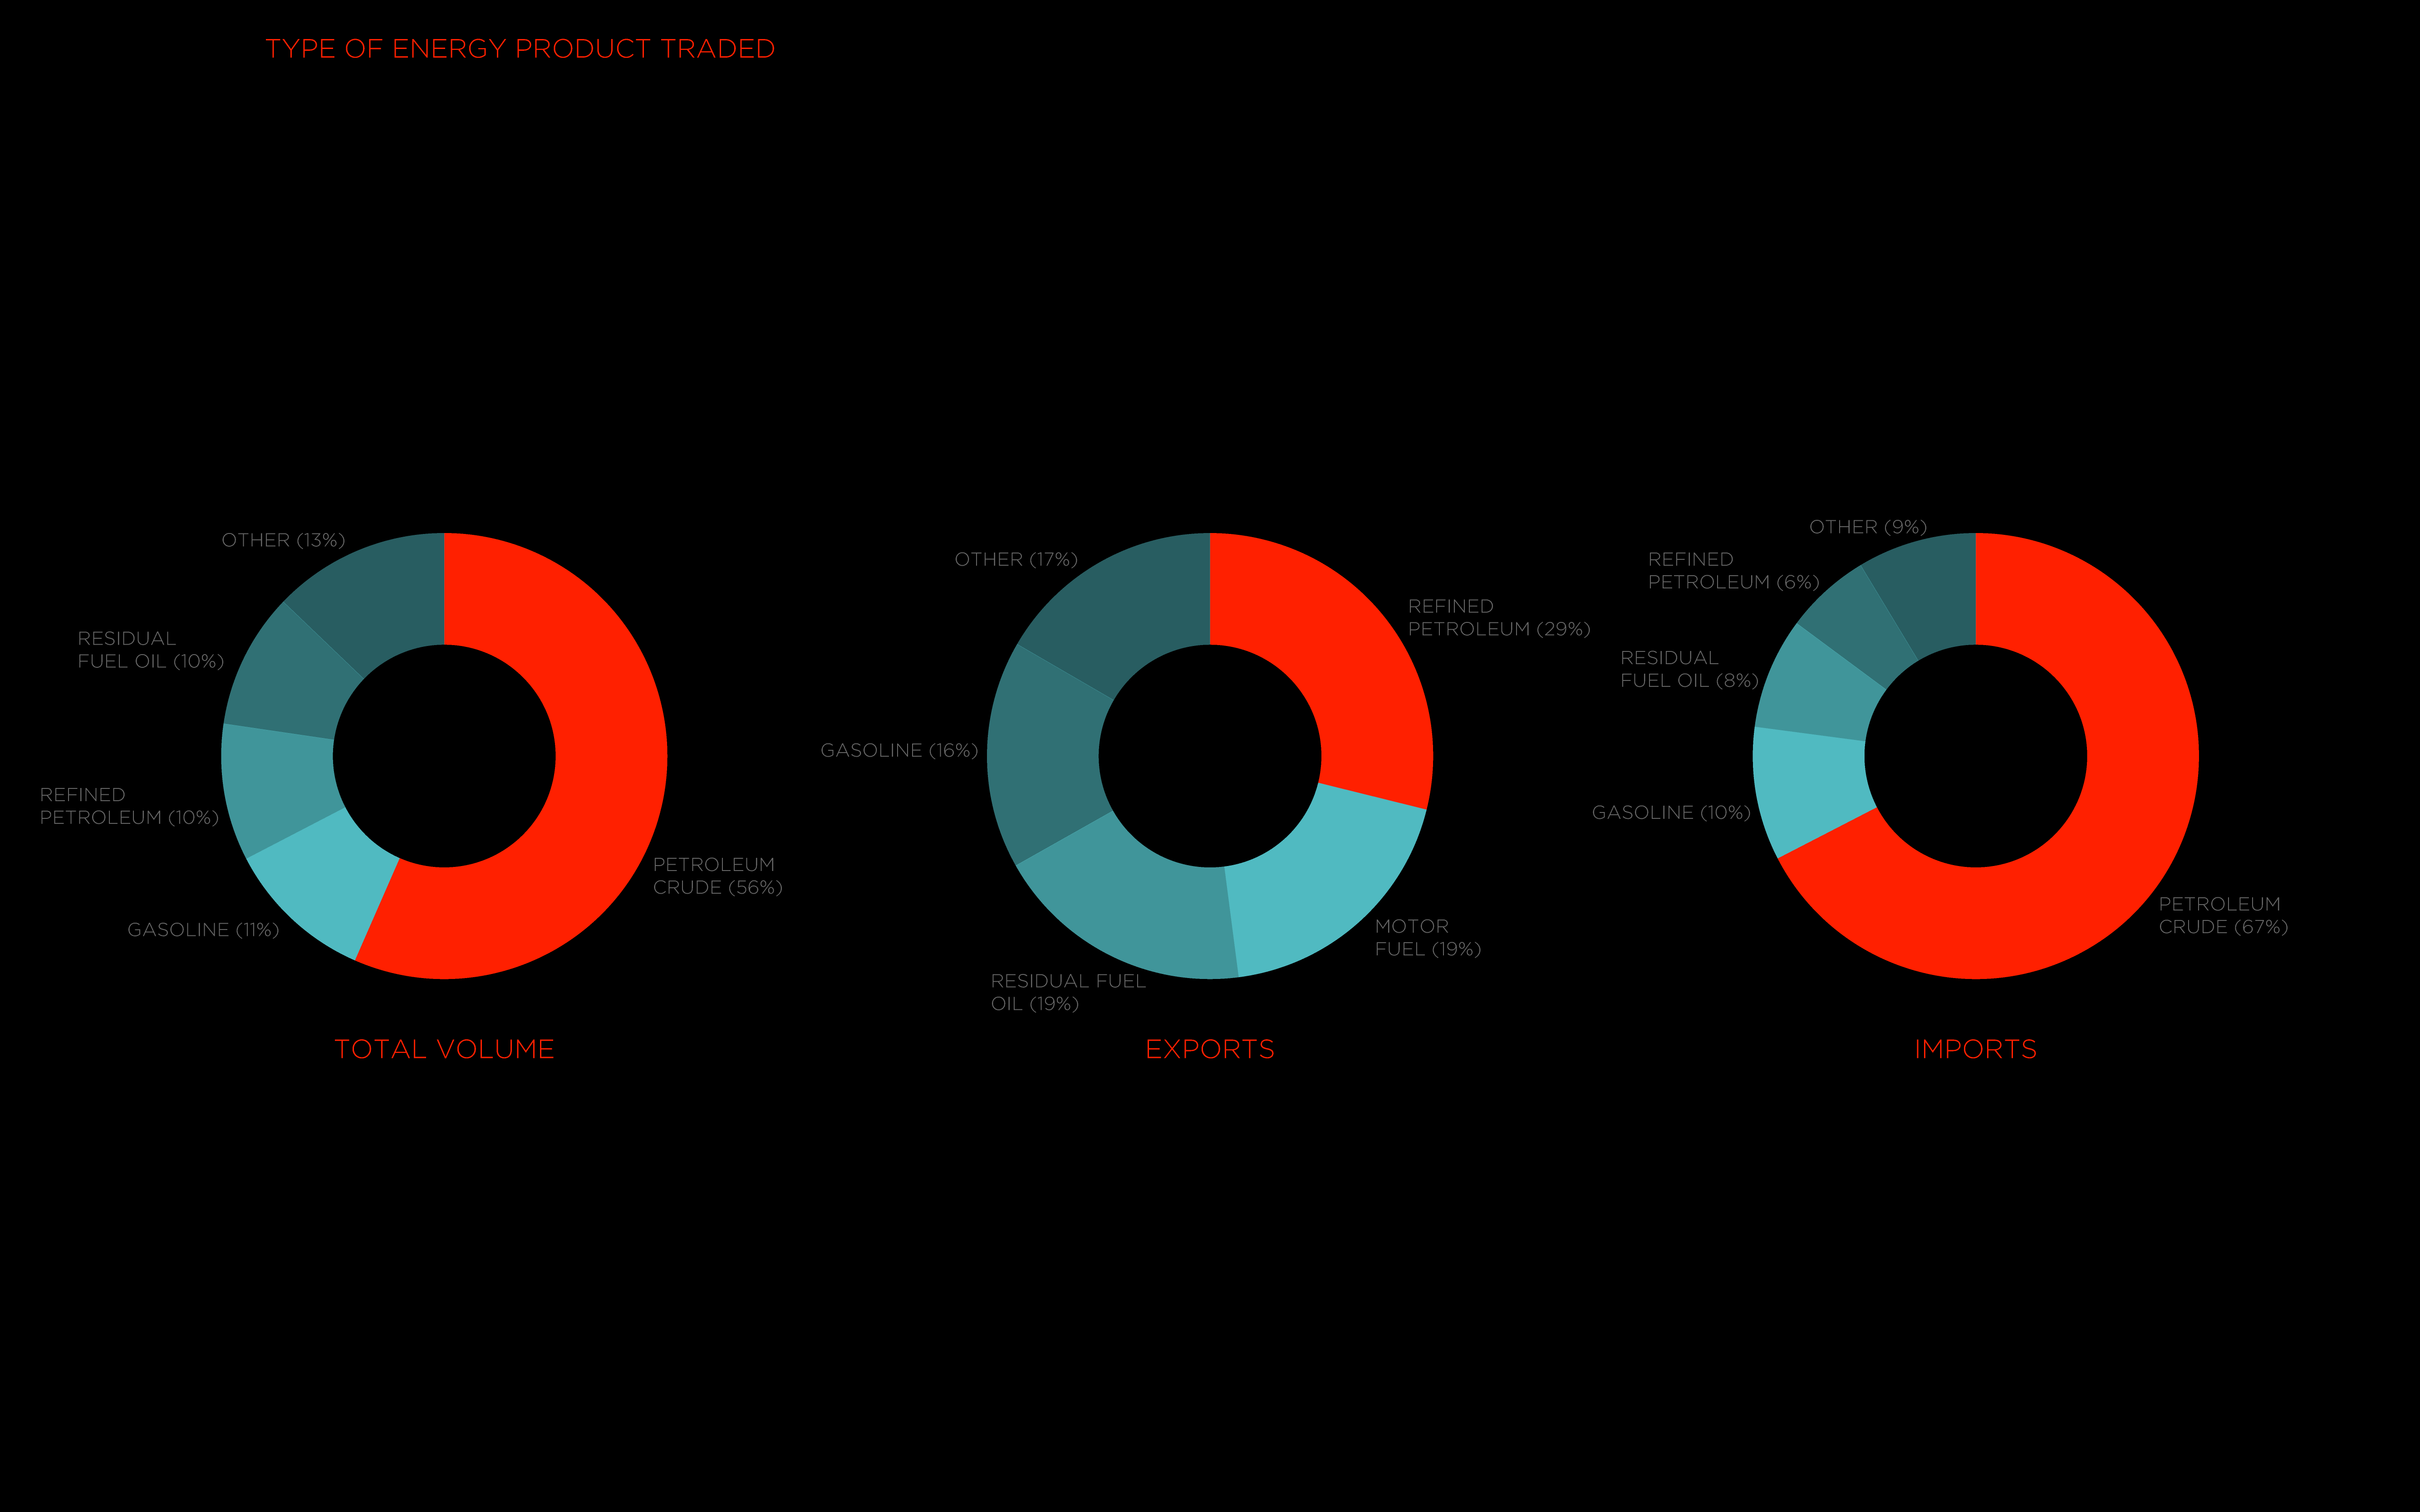 TYPE OF ENERGY PRODUCT TRADED
OTHER (13%)
RESIDUAL
FUEL OIL (10%)
REFINED
PETROLEUM (10%)
GASOLINE (11%)
PETROLEUM
CRUDE (56%)
TOTAL VOLUME
OTHER (17%)
REFINED
PETROLEUM (29%)
GASOLINE (16%)
MOTOR
FUEL (19%)
RESIDUAL FUEL
OIL (19%)
EXPORTS
OTHER (9%)
REFINED
PETROLEUM (6%)
RESIDUAL
FUEL OIL (8%)
GASOLINE (10%)
PETROLEUM
CRUDE (67%)
IMPORTS